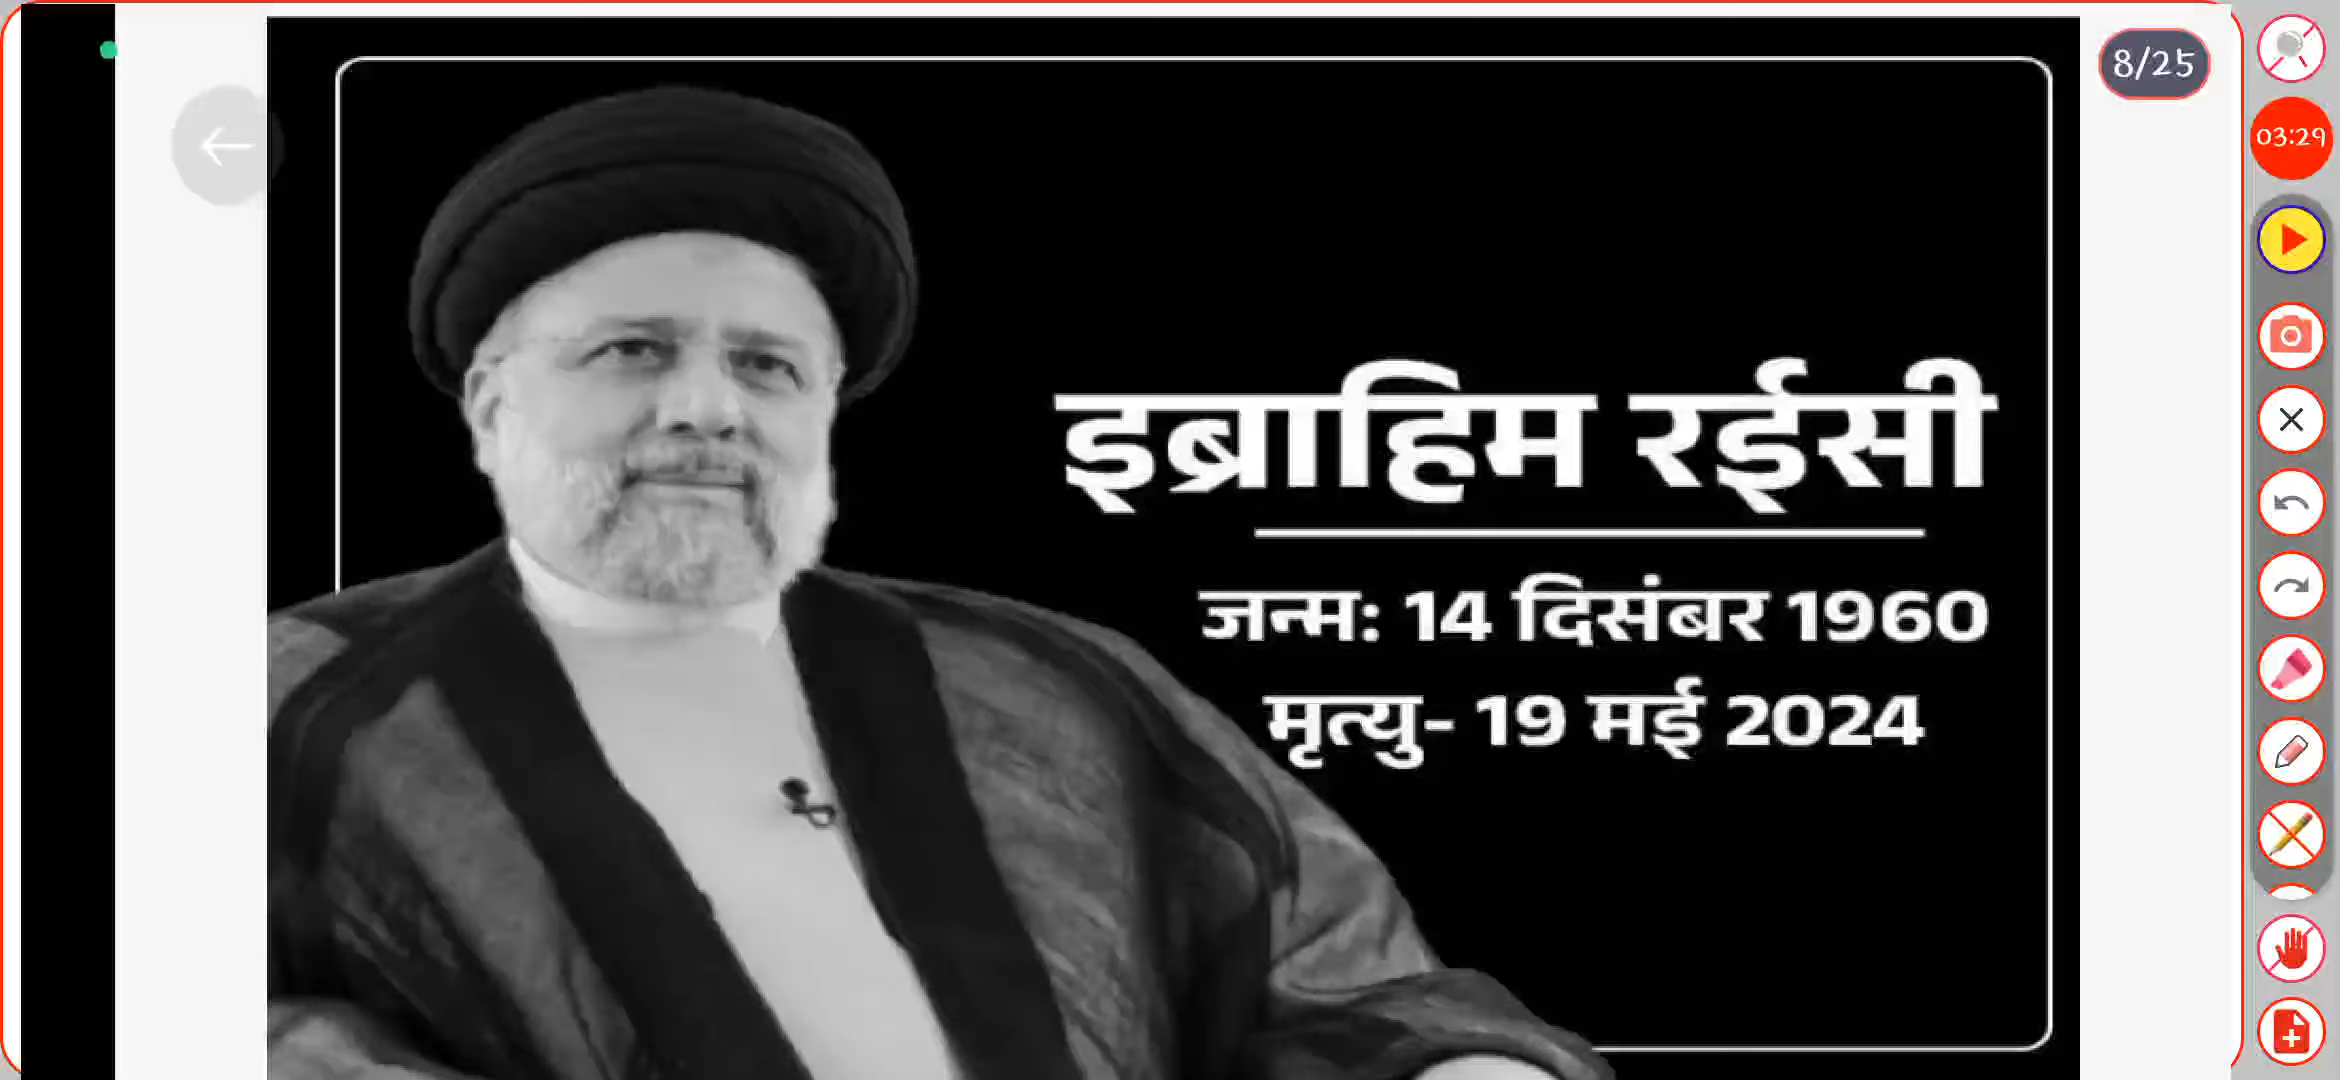 8/25
03:29
इब्राहिम रईसी
जन्म: 14 दिसंबर 1960
मृत्यु- 19 मई 2024